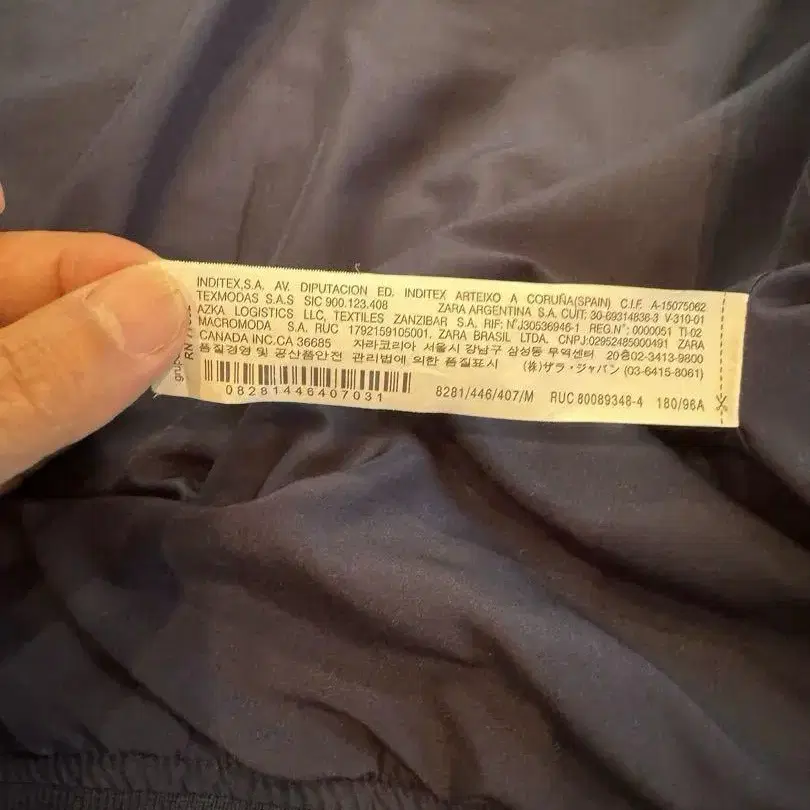 INDITEX,S.A. AV. DIPUTACION ED. INDITEX ARTEIXO A CORUÑA(SPAIN) C.I.F. A-15075062
TEXMODAS S.A.S SIC 900.123.408 ZARA ARGENTINA S.A. CUIT: 30-69314836-3 V-310-01
AZKA LOGISTICS LLC, TEXTILES ZANZIBAR S.A. RIF: N°J30536946-1 REG.N°: 0000051 TI-02
MACROMODA S.A. RUC 1792159105001, ZARA BRASIL LTDA. CNPJ:02952485000491 ZARA
CANADA INC.CA 36685 자라코리아 서울시 강남구 삼성동 무역센터 20층02-3413-9800
품질경영 및 공산품안전 관리법에 의한 품질표시 (株)ザラ・ジャパン (03-6415-8061)
08281446407031 8281/446/407/M RUC 80089348-4 180/96A
RN